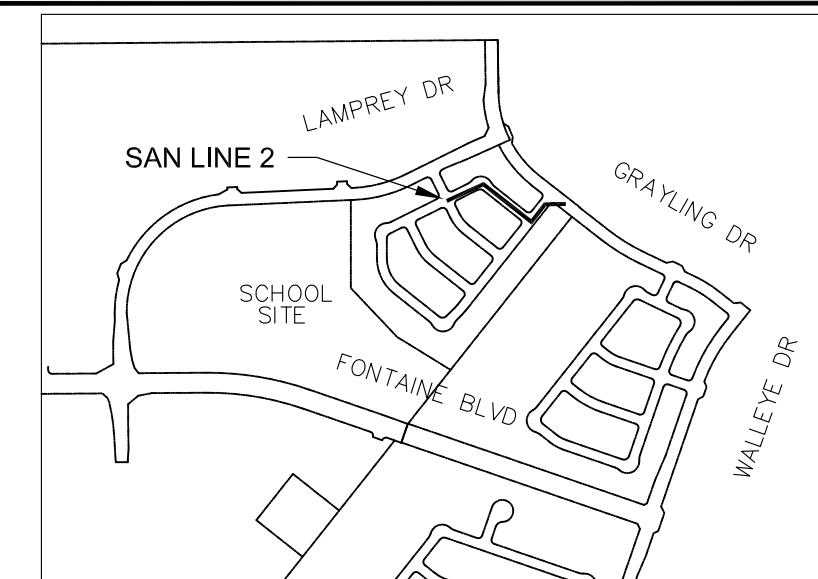 LAMPREY DR
SAN LINE 2
GRAYLING DR
SCHOOL
SITE
FONTAINE BLVD
WALLEYE DR